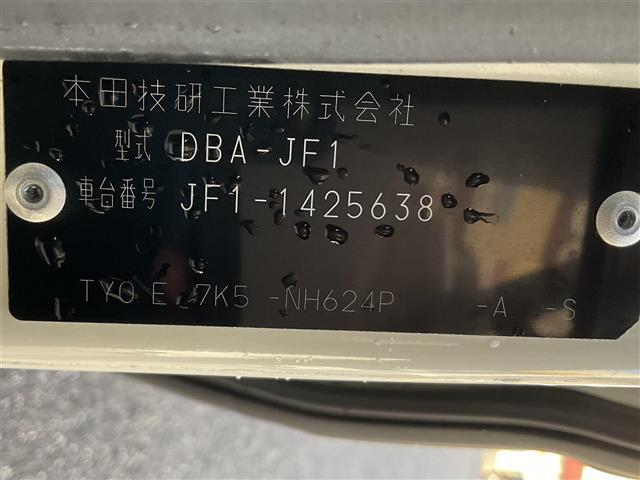 本田技研工業株式会社
型式 DBA-JF1
車台番号 JF1-1425638
TY0 E 7K5 -NH624P -A -S